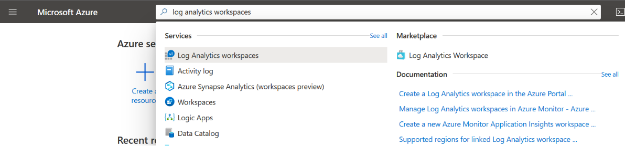 Microsoft Azure
log analytics workspaces
Azure se
Create a
resourc
Recent r
Services
See all
Log Analytics workspaces
Activity log
Azure Synapse Analytics (workspaces preview)
Workspaces
Logic Apps
Data Catalog
Marketplace
Log Analytics Workspace
Documentation
See all
Create a Log Analytics workspace in the Azure Portal ...
Manage Log Analytics workspaces in Azure Monitor - Azure ...
Create a new Azure Monitor Application Insights workspace ...
Supported regions for linked Log Analytics workspace ...